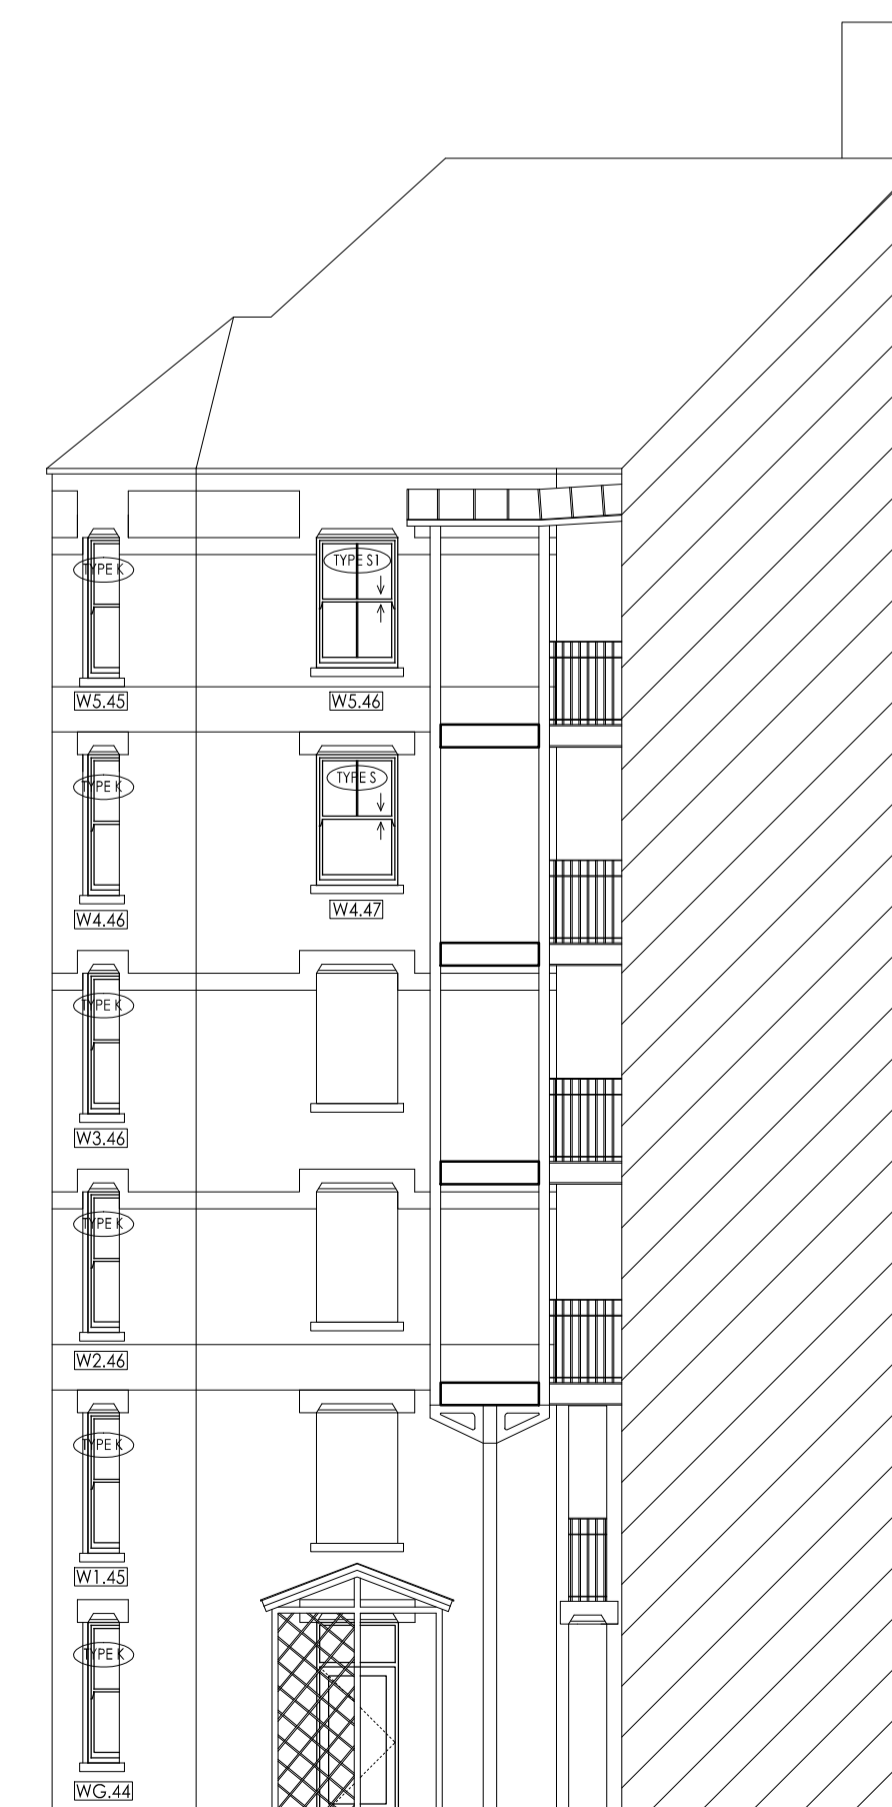 TYPE K
TYPE S1
W5.45
W5.46
TYPE K
TYPE S
W4.46
W4.47
TYPE K
W3.46
TYPE K
W2.46
TYPE K
W1.45
TYPE K
WG.44